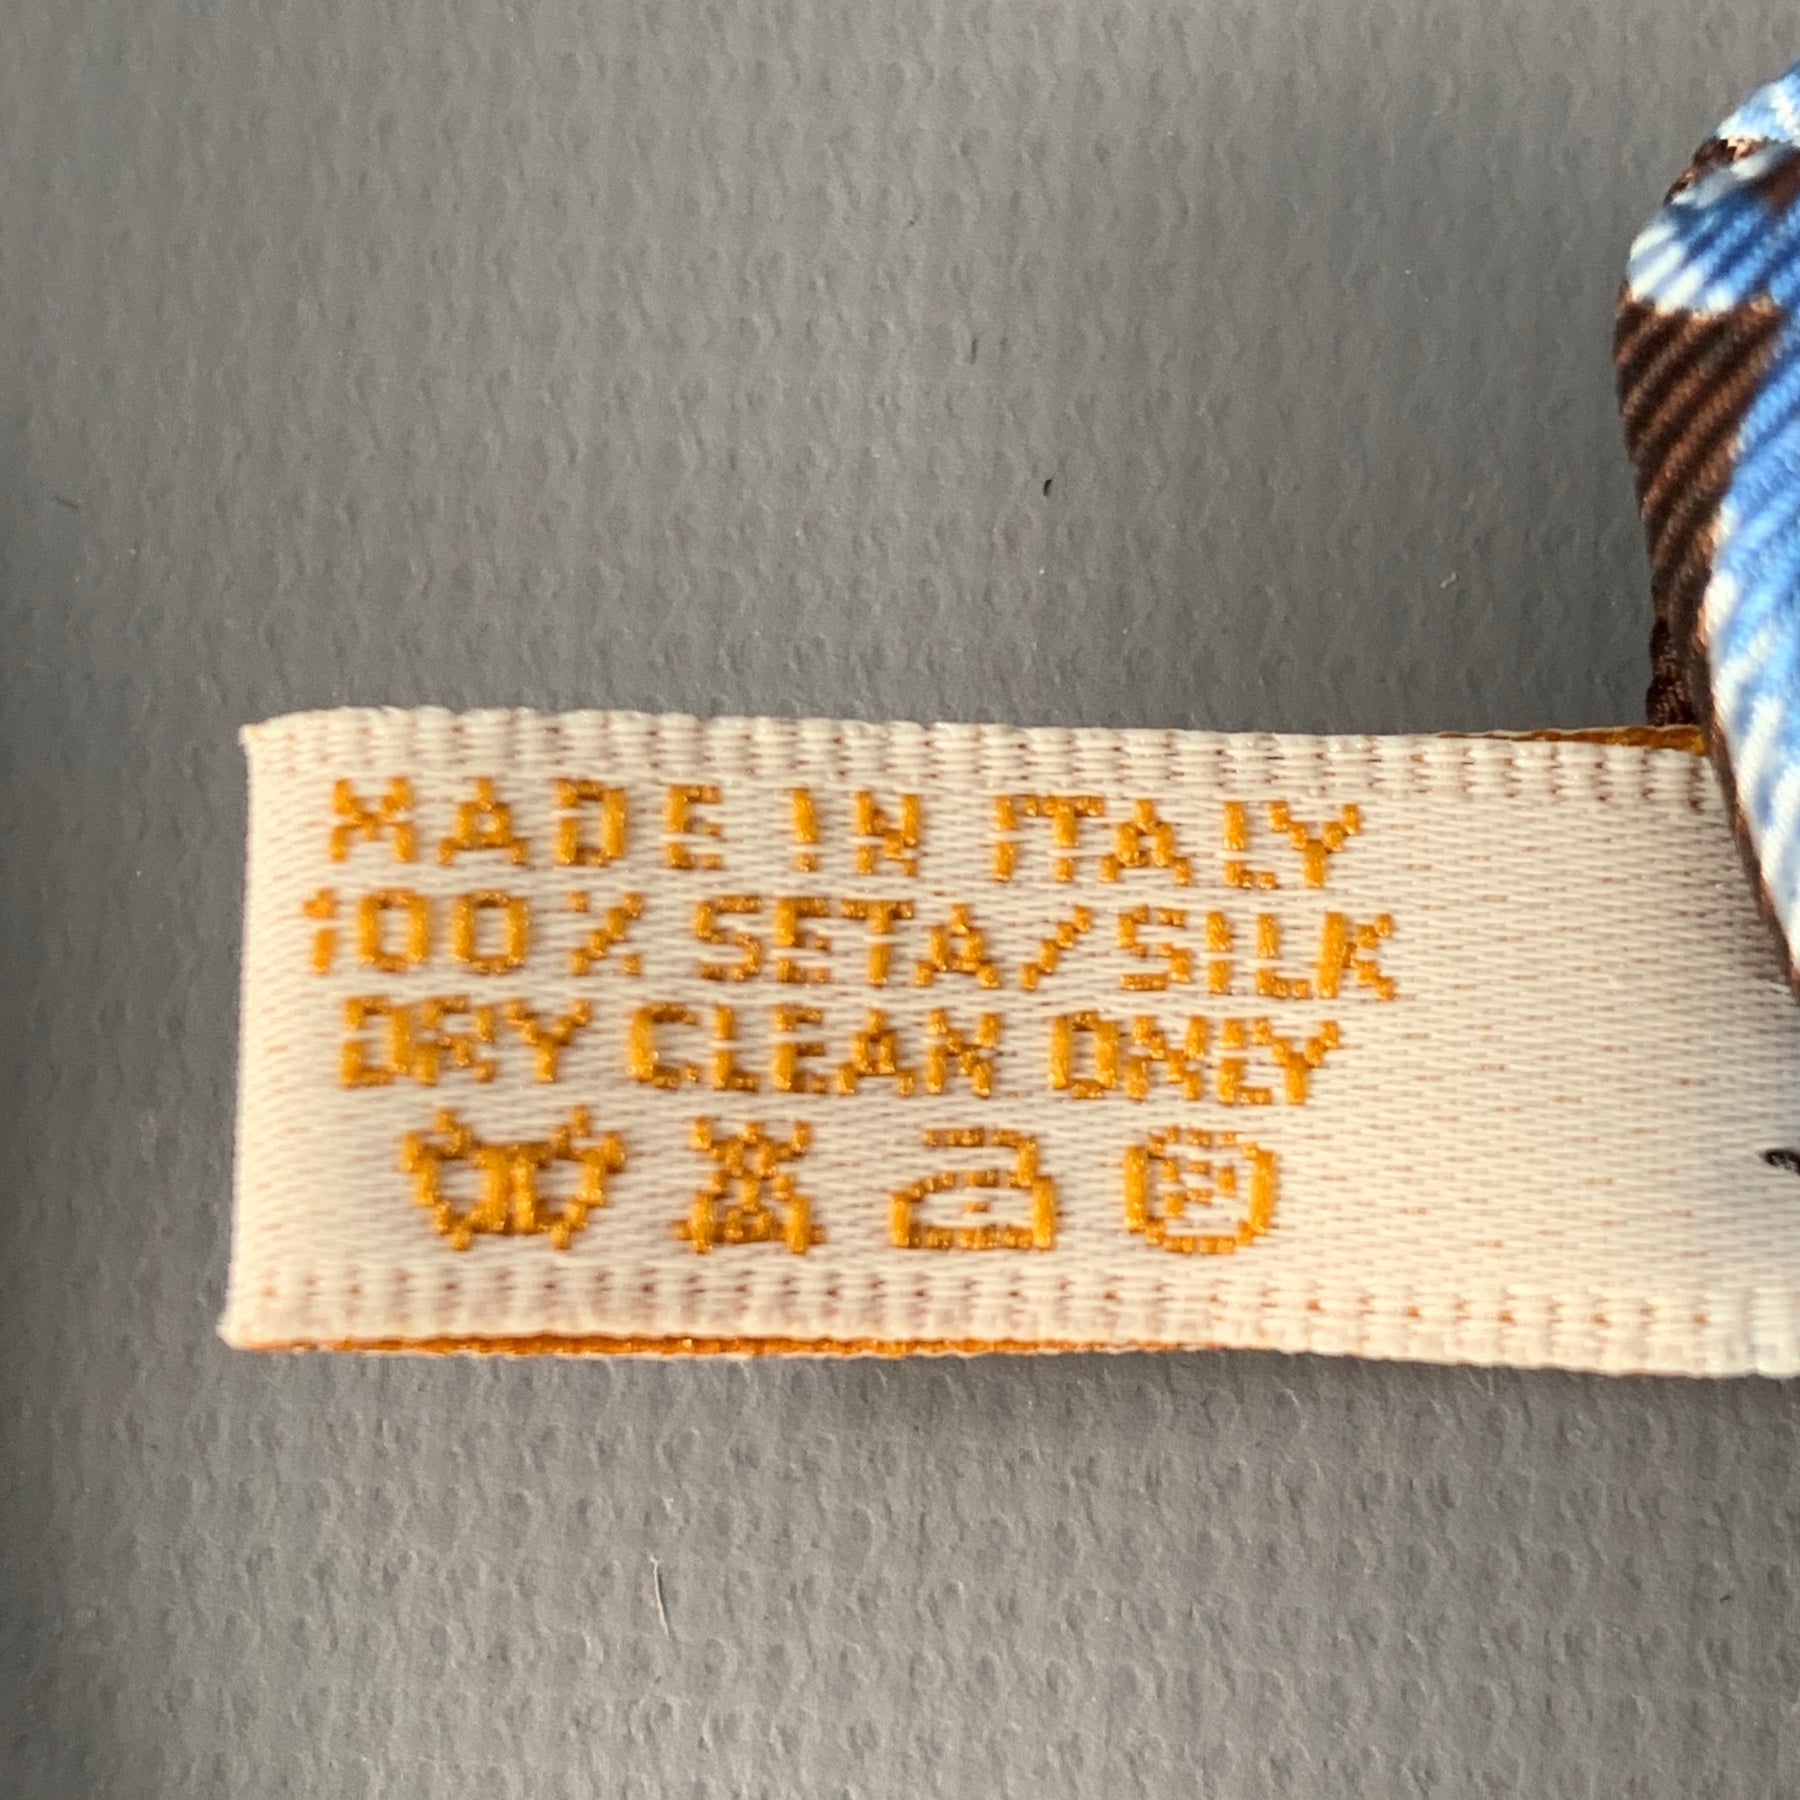 MADE IN ITALY
100% SETA/SILK
DRY CLEAN ONLY
P